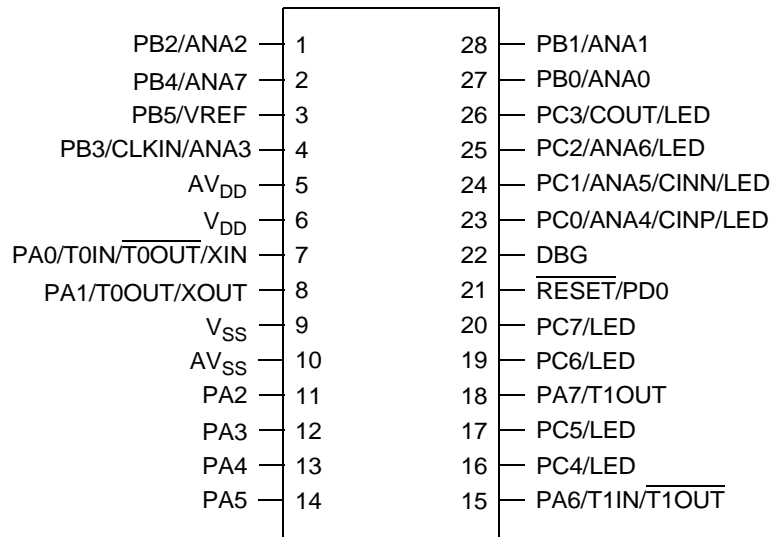 PB2/ANA2 1 28 PB1/ANA1
PB4/ANA7 2 27 PB0/ANA0
PB5/VREF 3 26 PC3/COUT/LED
PB3/CLKIN/ANA3 4 25 PC2/ANA6/LED
AVDD 5 24 PC1/ANA5/CINN/LED
VDD 6 23 PC0/ANA4/CINP/LED
PA0/T0IN/T̅0̅O̅U̅T̅/XIN 7 22 DBG
PA1/T0OUT/XOUT 8 21 R̅E̅S̅E̅T̅/PD0
VSS 9 20 PC7/LED
AVSS 10 19 PC6/LED
PA2 11 18 PA7/T1OUT
PA3 12 17 PC5/LED
PA4 13 16 PC4/LED
PA5 14 15 PA6/T1IN/T̅1̅O̅U̅T̅